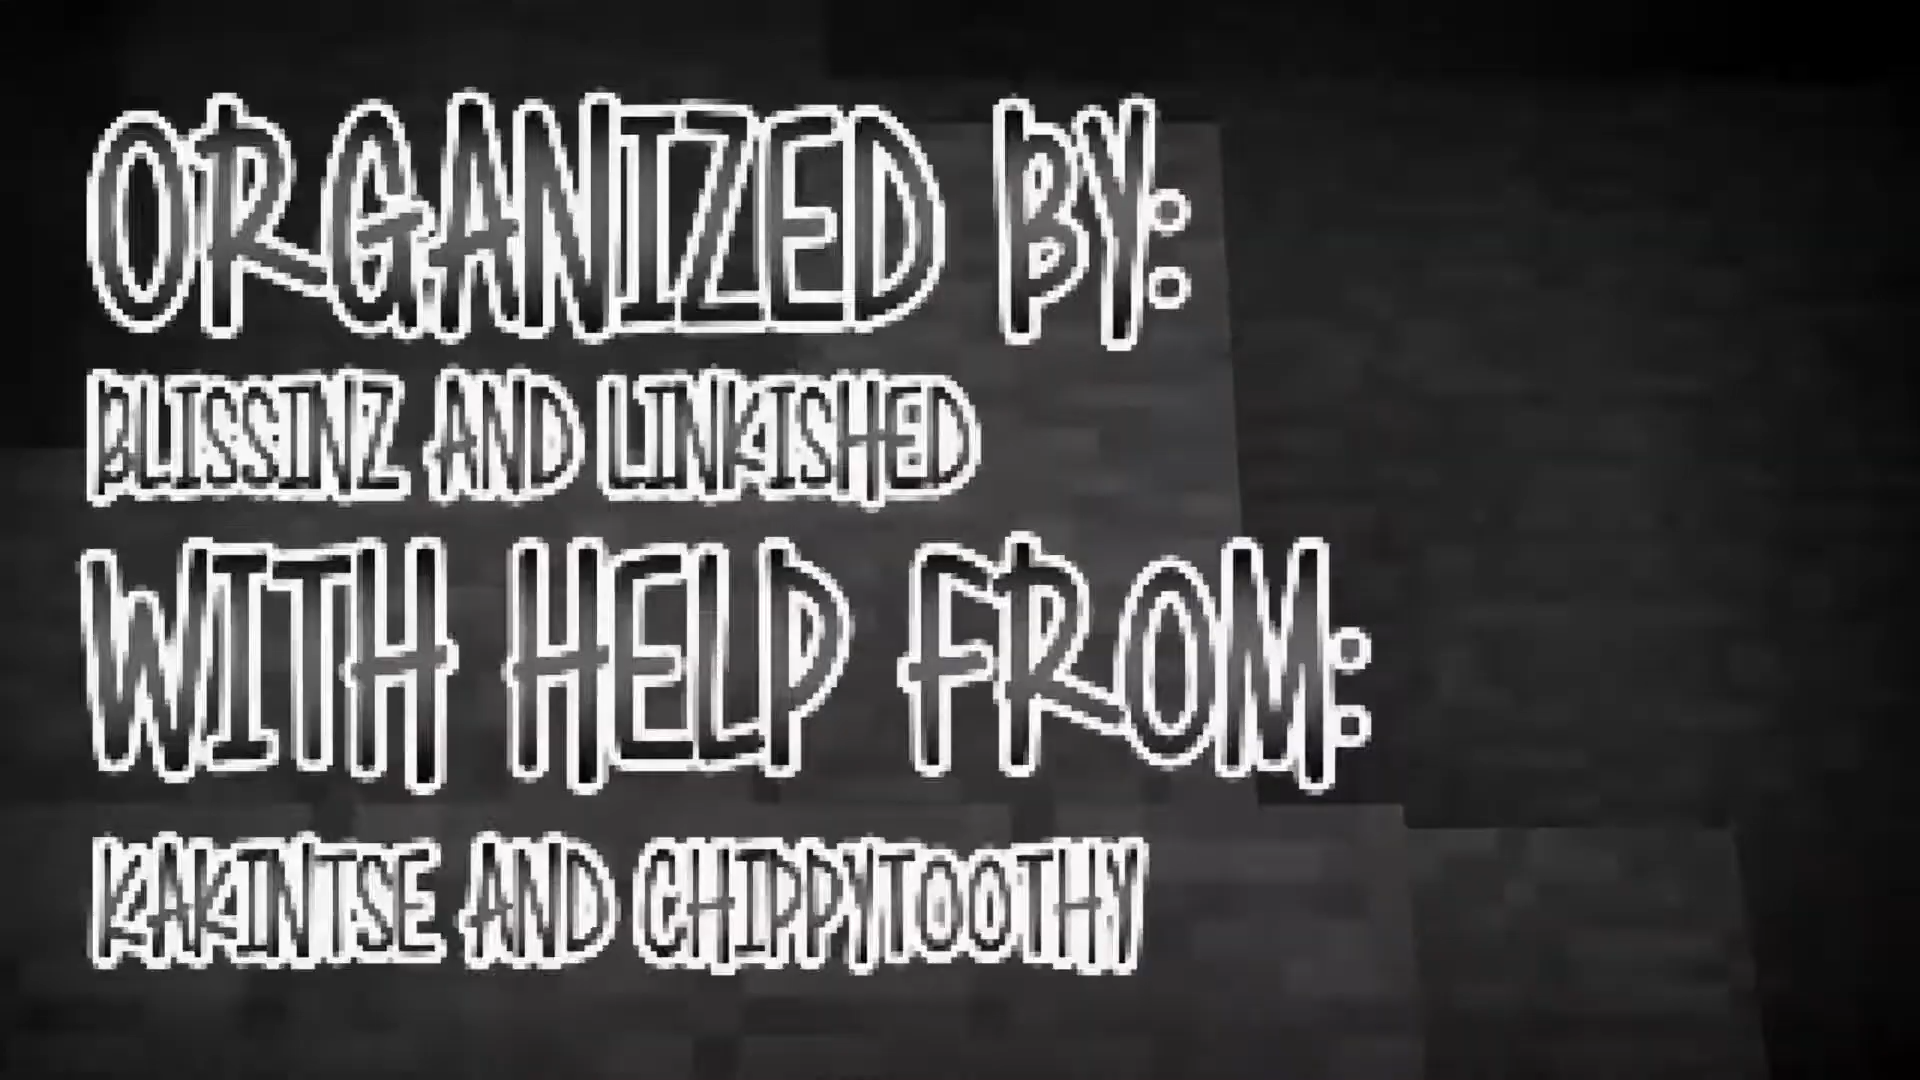 ORGANIZED BY:
BLISSINZ AND LINKISHED
WITH HELP FROM:
KAKINTSE AND CHIPPYTOOTHY